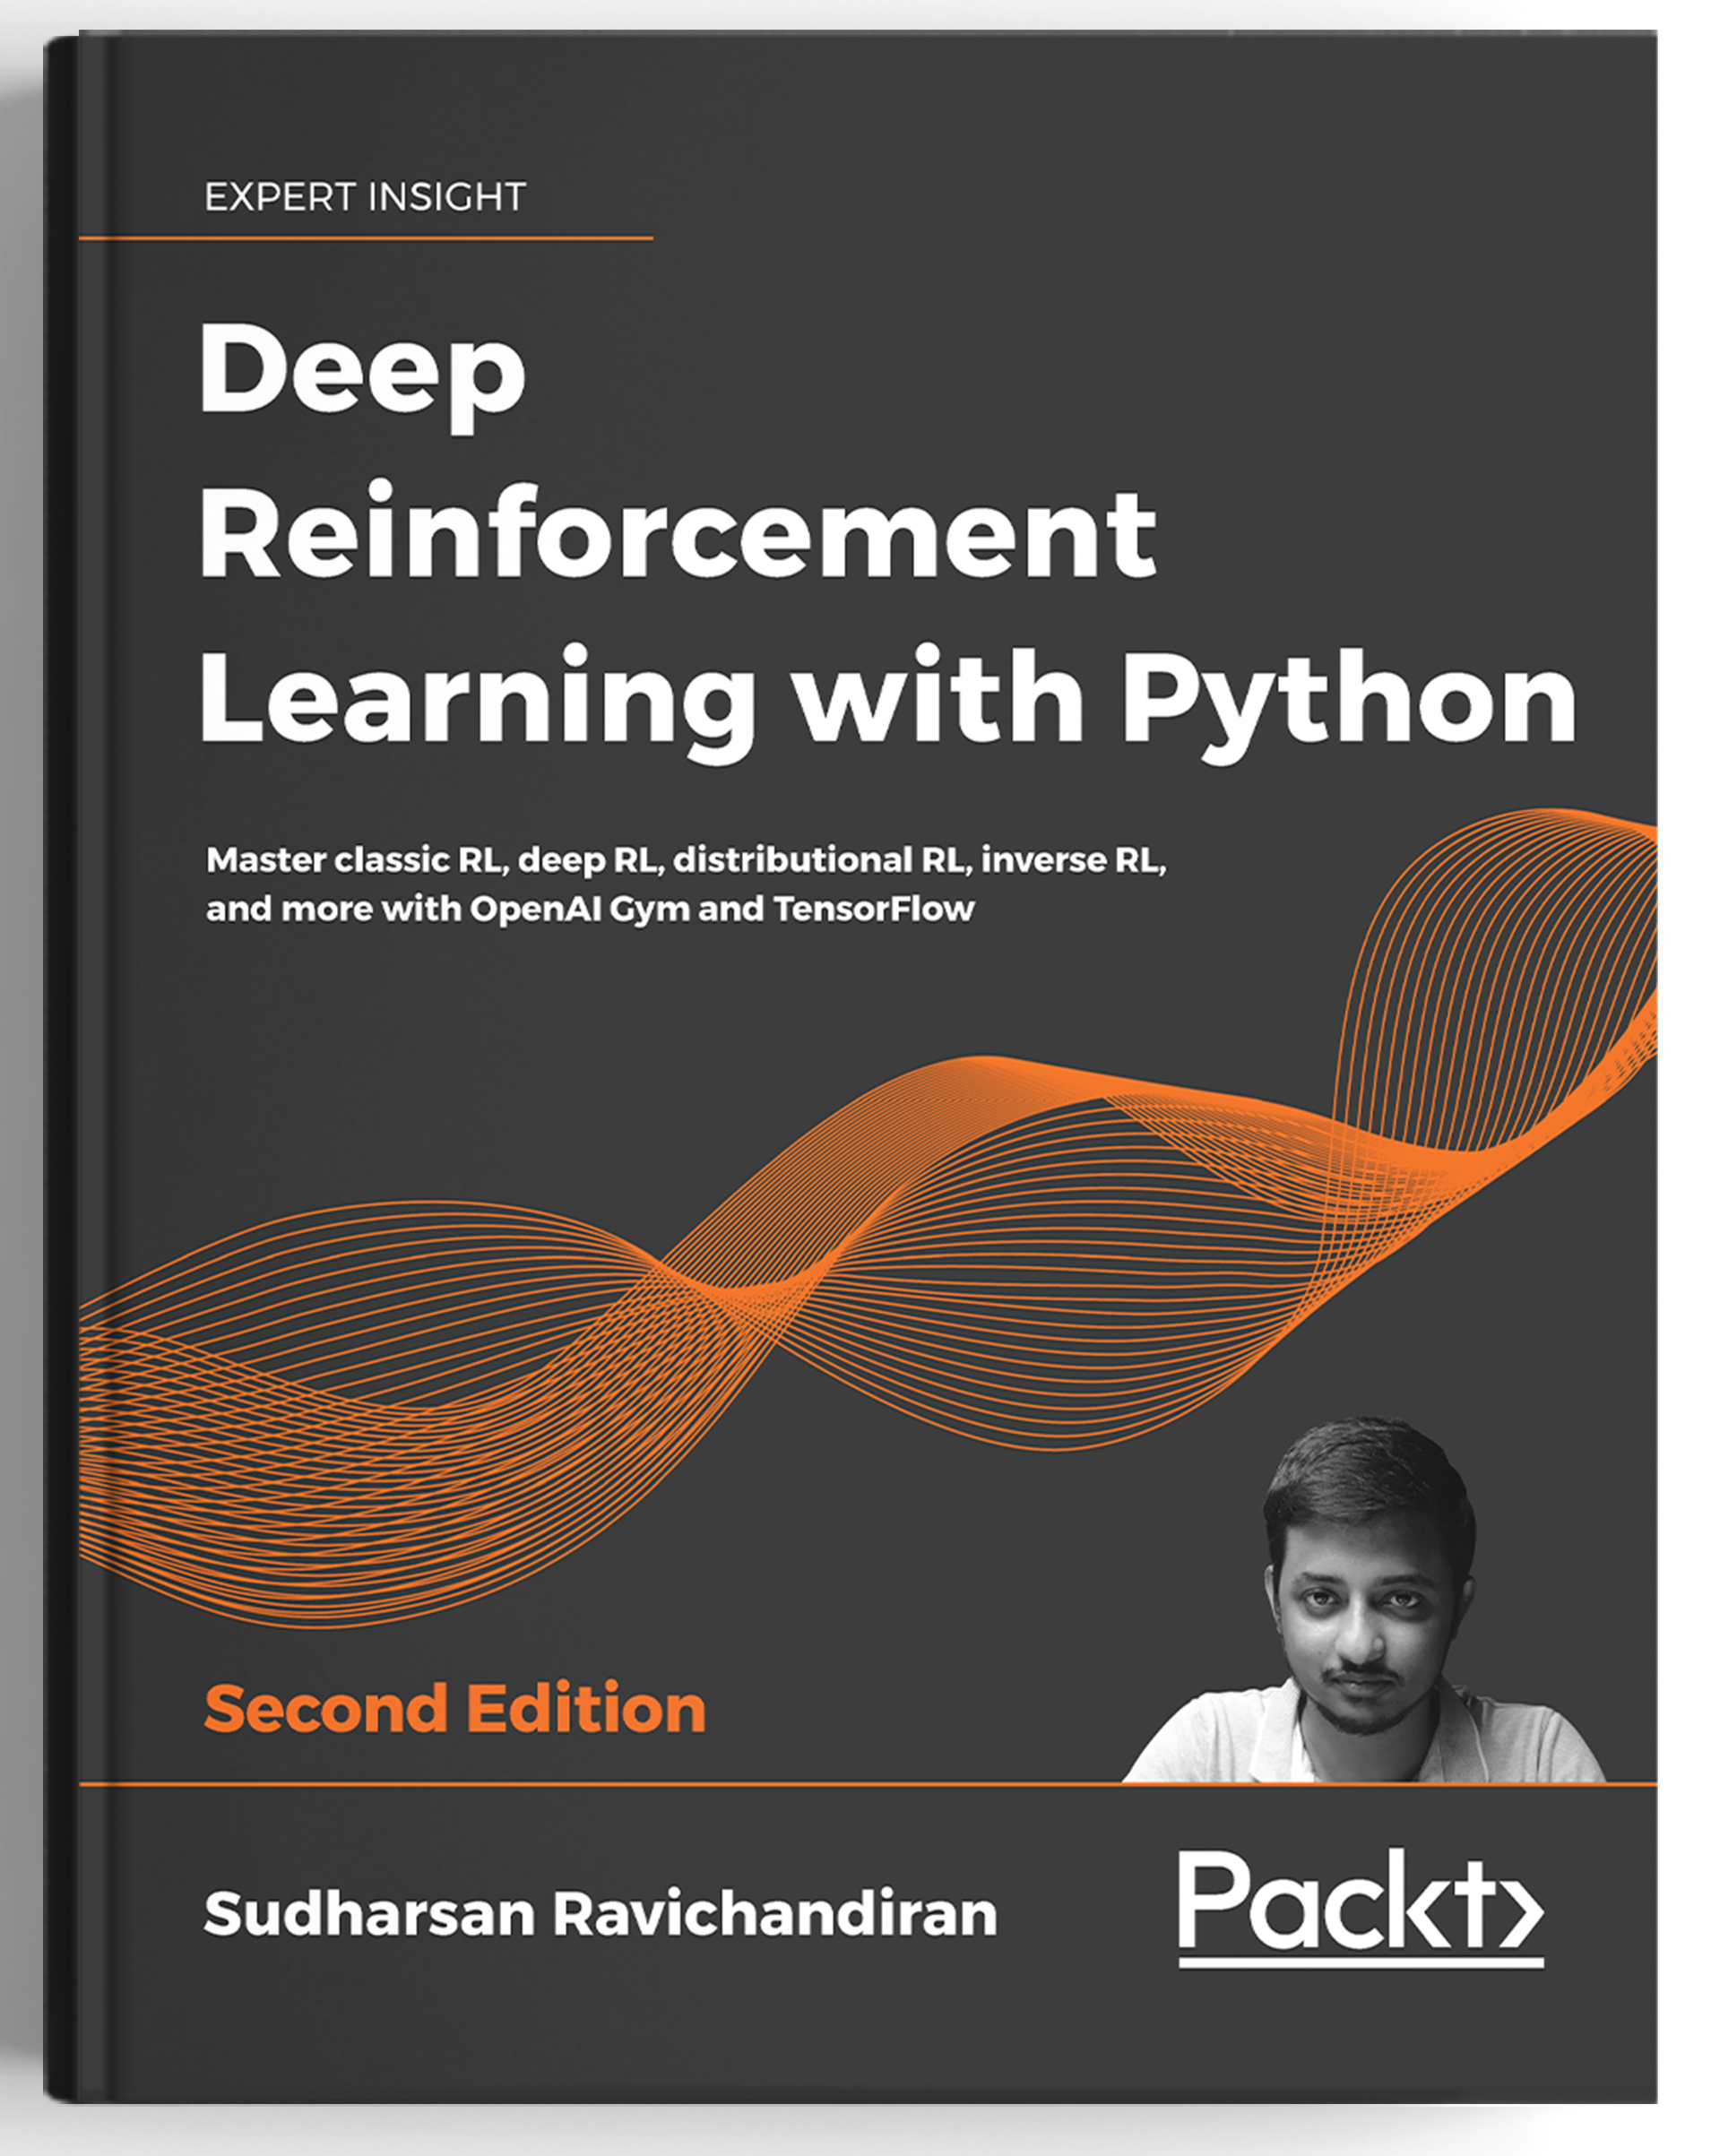 EXPERT INSIGHT
Deep
Reinforcement
Learning with Python
Master classic RL, deep RL, distributional RL, inverse RL,
and more with OpenAI Gym and TensorFlow
Second Edition
Sudharsan Ravichandiran
Packt>